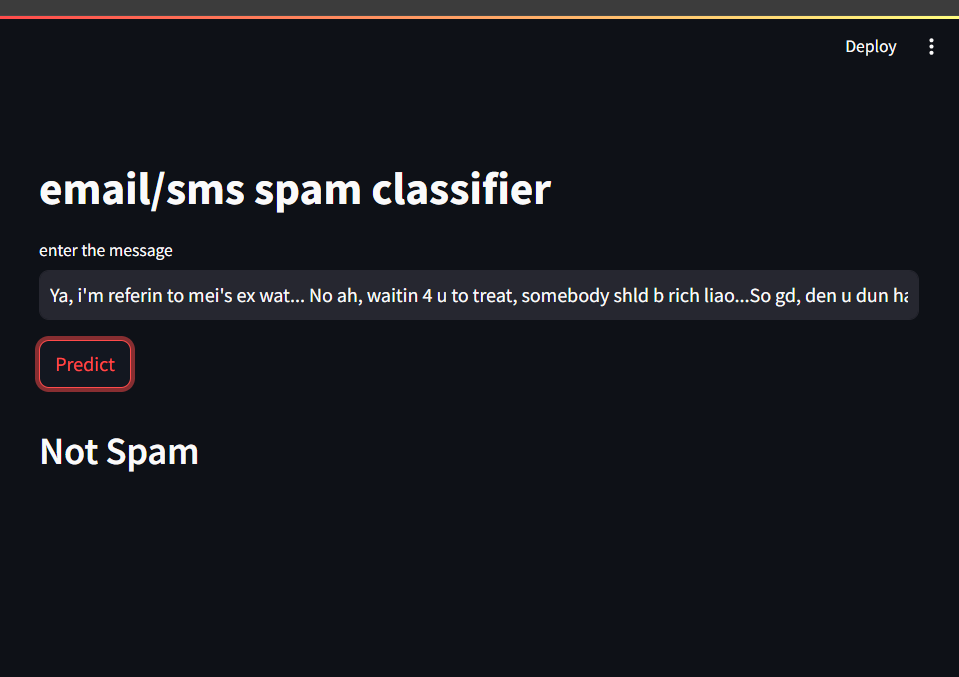 Deploy
email/sms spam classifier
enter the message
Ya, i'm referin to mei's ex wat... No ah, waitin 4 u to treat, somebody shld b rich liao...So gd, den u dun
Predict
Not Spam